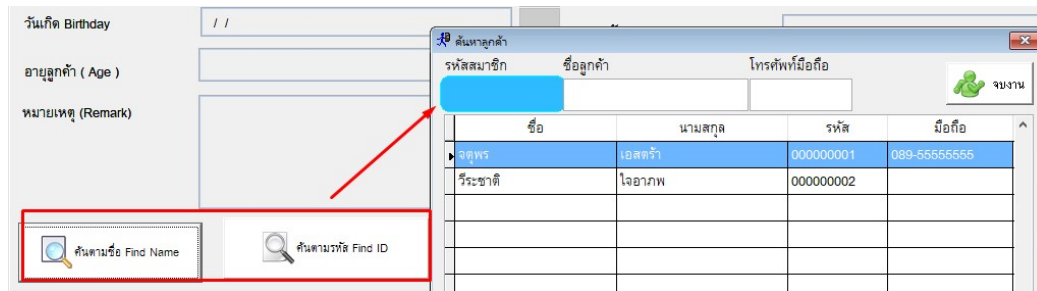 วันเกิด Birthday
/ /
อายุลูกค้า ( Age )
หมายเหตุ (Remark)
ค้นตามชื่อ Find Name
ค้นตามรหัส Find ID
ค้นหาลูกค้า
รหัสสมาชิก ชื่อลูกค้า โทรศัพท์มือถือ
จบงาน
ชื่อ นามสกุล รหัส มือถือ
จตุพร เอสตร้า 000000001 089-55555555
วีระชาติ ใจอาภพ 000000002